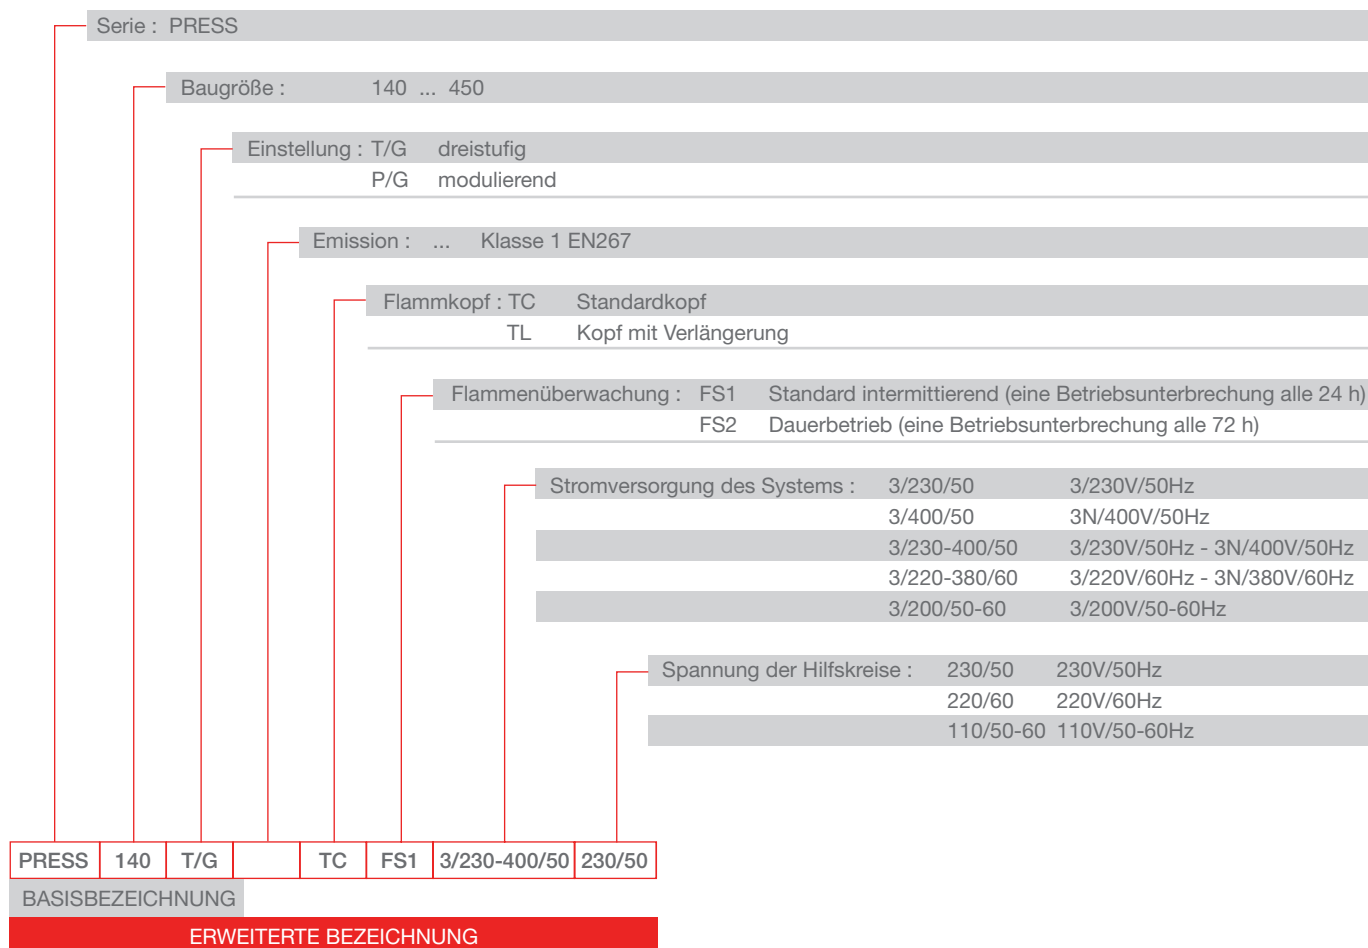 Serie : PRESS
Baugröße : 140 ... 450
Einstellung : T/G dreistufig
P/G modulierend
Emission : ... Klasse 1 EN267
Flammkopf : TC Standardkopf
TL Kopf mit Verlängerung
Flammenüberwachung : FS1 Standard intermittierend (eine Betriebsunterbrechung alle 24 h)
FS2 Dauerbetrieb (eine Betriebsunterbrechung alle 72 h)
Stromversorgung des Systems : 3/230/50 3/230V/50Hz
3/400/50 3N/400V/50Hz
3/230-400/50 3/230V/50Hz - 3N/400V/50Hz
3/220-380/60 3/220V/60Hz - 3N/380V/60Hz
3/200/50-60 3/200V/50-60Hz
Spannung der Hilfskreise : 230/50 230V/50Hz
220/60 220V/60Hz
110/50-60 110V/50-60Hz
PRESS 140 T/G TC FS1 3/230-400/50 230/50
BASISBEZEICHNUNG
ERWEITERTE BEZEICHNUNG